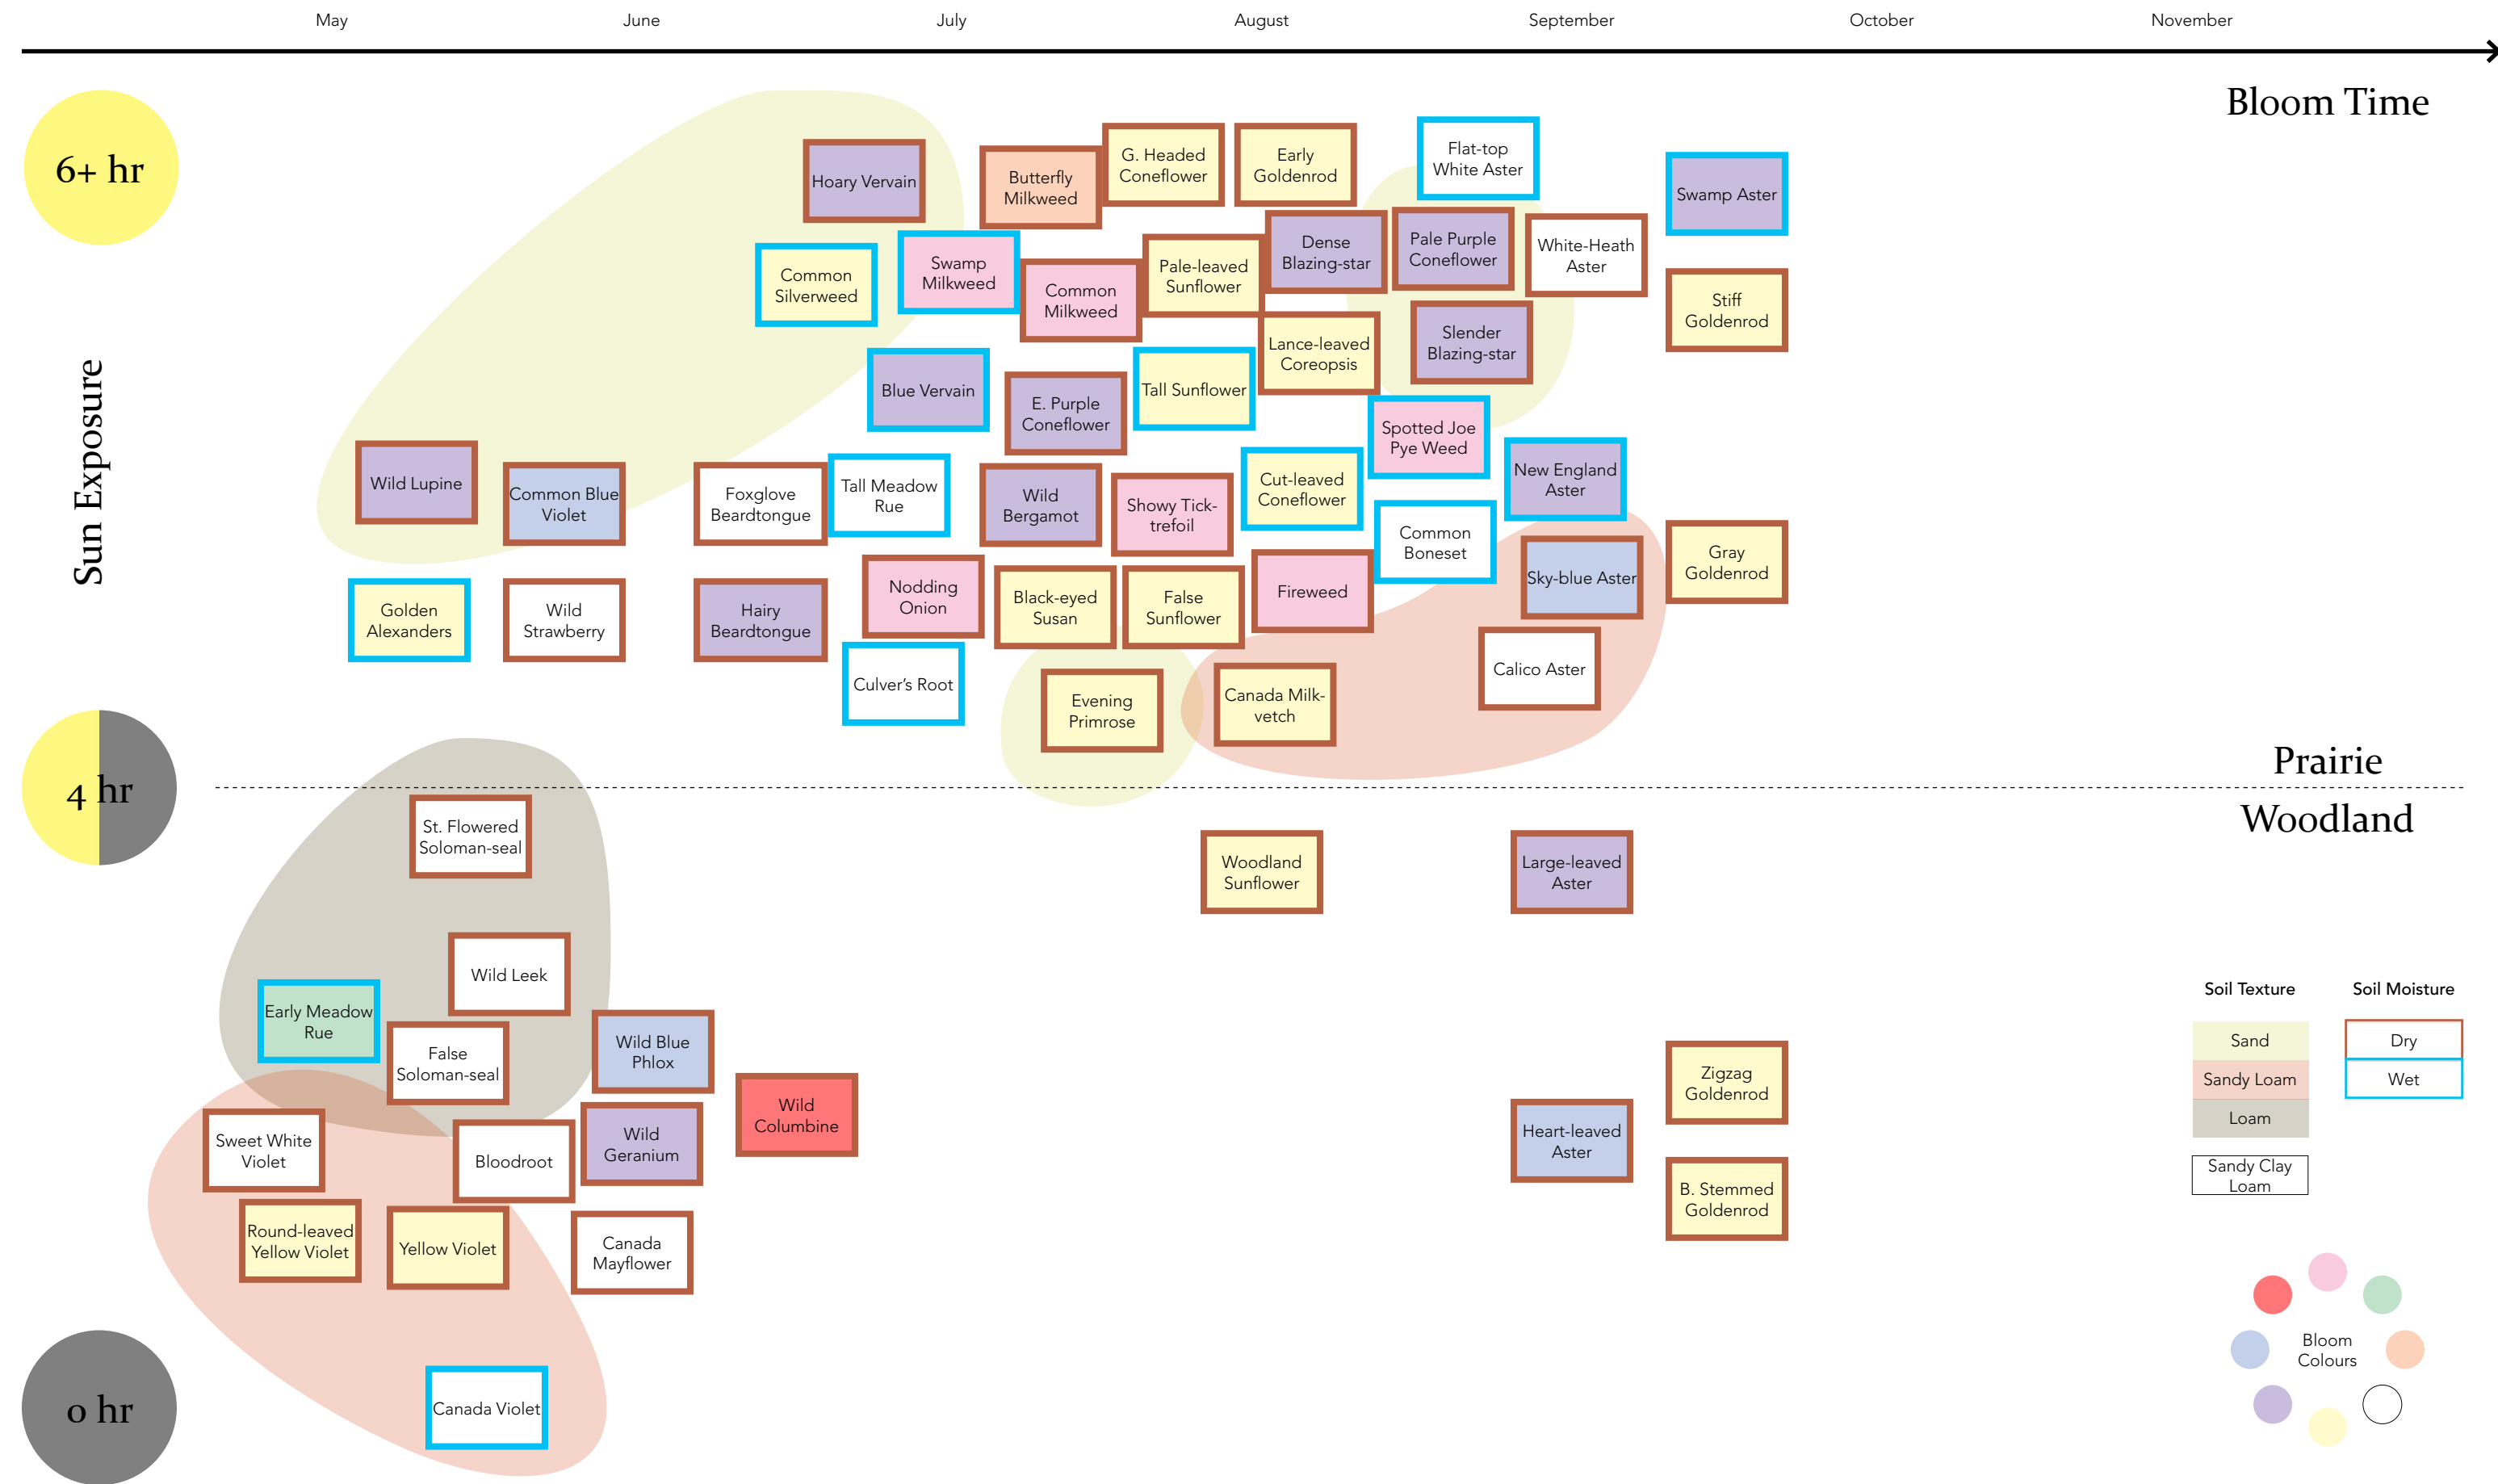 May
June
July
August
September
October
November
Bloom Time
6+ hr
Sun Exposure
4 hr
0 hr
Prairie
Woodland
Hoary Vervain
Butterfly
Milkweed
G. Headed
Coneflower
Early
Goldenrod
Flat-top
White Aster
Swamp Aster
Common
Silverweed
Swamp
Milkweed
Common
Milkweed
Pale-leaved
Sunflower
Dense
Blazing-star
Pale Purple
Coneflower
White-Heath
Aster
Stiff
Goldenrod
Lance-leaved
Coreopsis
Slender
Blazing-star
Blue Vervain
E. Purple
Coneflower
Tall Sunflower
Spotted Joe
Pye Weed
Wild Lupine
Common Blue
Violet
Foxglove
Beardtongue
Tall Meadow
Rue
Wild
Bergamot
Showy Tick-
trefoil
Cut-leaved
Coneflower
New England
Aster
Common
Boneset
Gray
Goldenrod
Golden
Alexanders
Wild
Strawberry
Hairy
Beardtongue
Nodding
Onion
Black-eyed
Susan
False
Sunflower
Fireweed
Sky-blue Aster
Culver’s Root
Evening
Primrose
Canada Milk-
vetch
Calico Aster
St. Flowered
Soloman-seal
Woodland
Sunflower
Large-leaved
Aster
Wild Leek
Early Meadow
Rue
False
Soloman-seal
Wild Blue
Phlox
Wild
Columbine
Zigzag
Goldenrod
Sweet White
Violet
Bloodroot
Wild
Geranium
Heart-leaved
Aster
Round-leaved
Yellow Violet
Yellow Violet
Canada
Mayflower
B. Stemmed
Goldenrod
Canada Violet
Soil Texture
Sand
Sandy Loam
Loam
Sandy Clay
Loam
Soil Moisture
Dry
Wet
Bloom
Colours